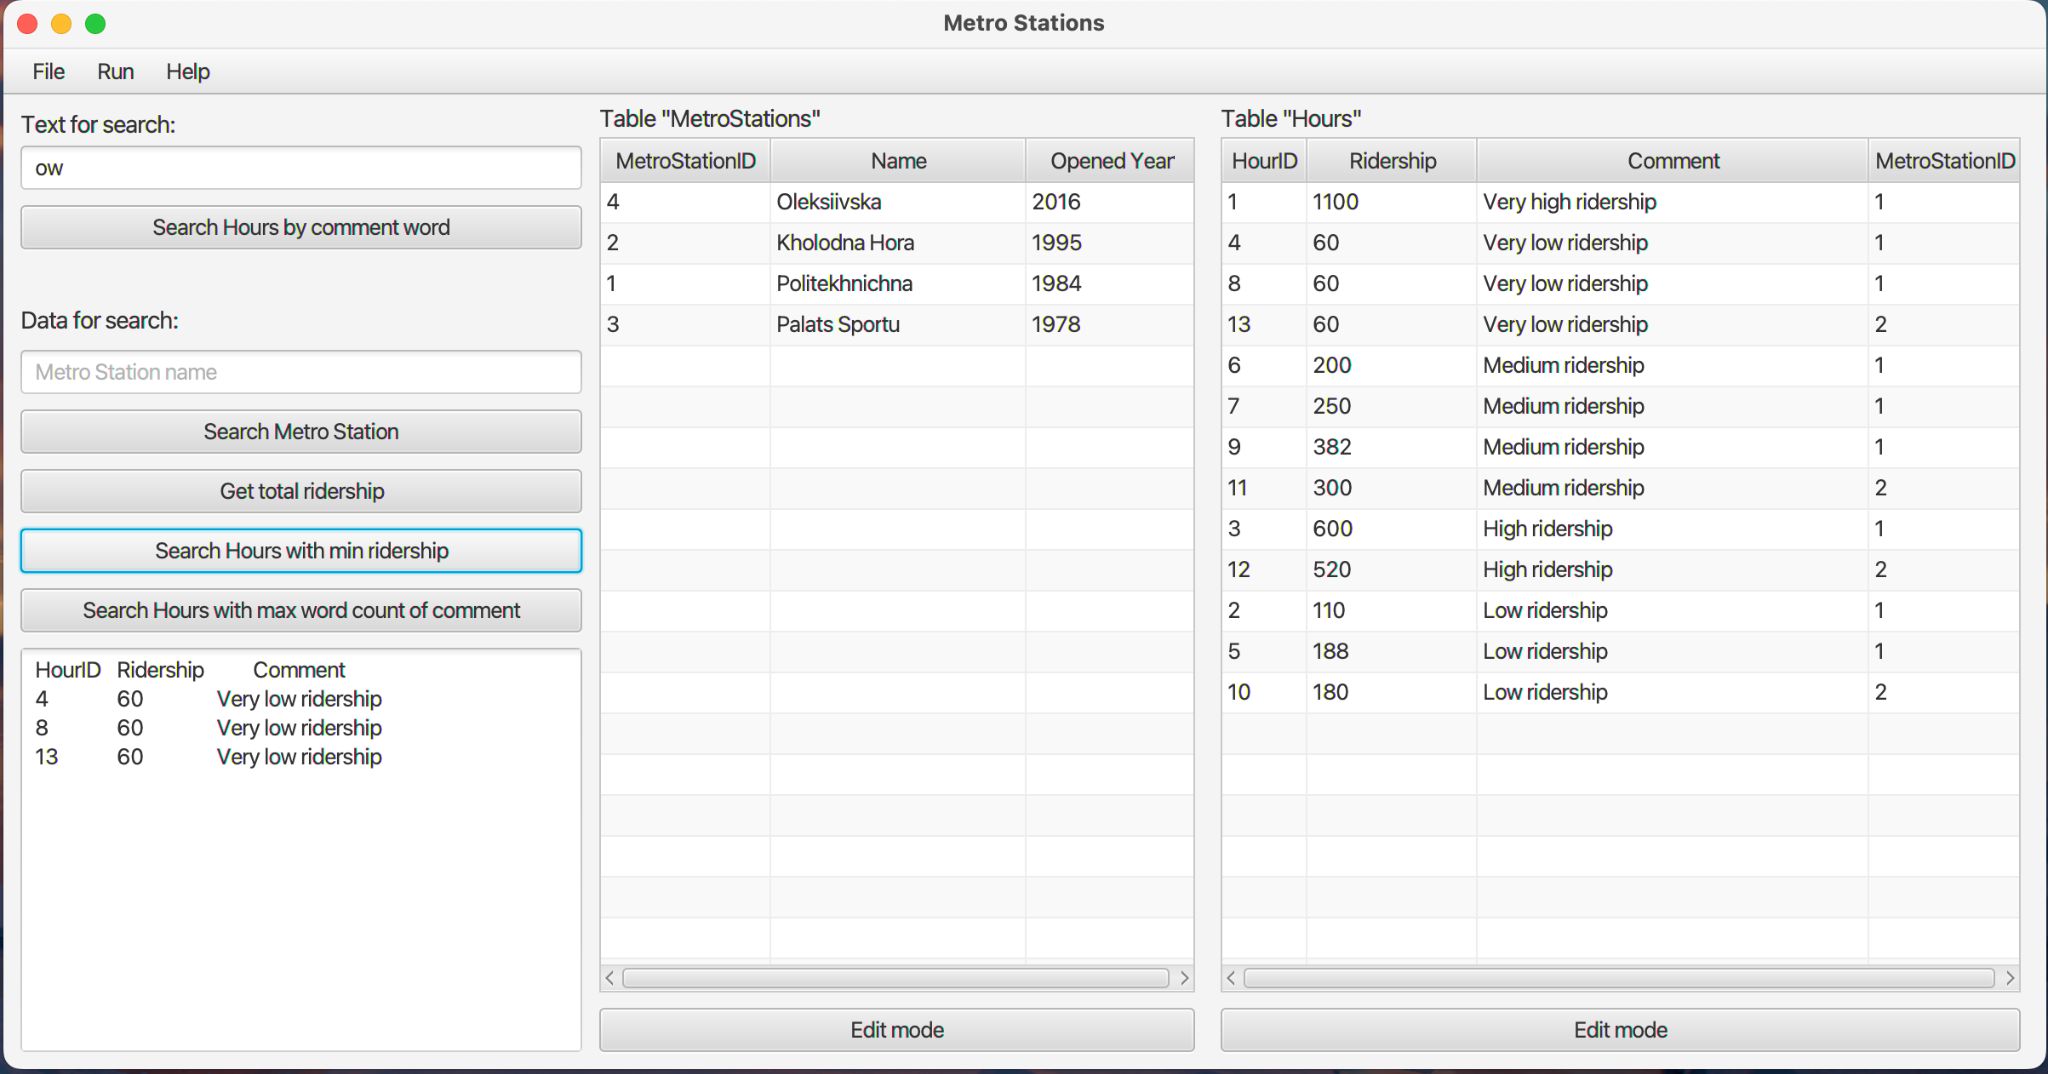 Metro Stations
File Run Help
Text for search:
ow
Search Hours by comment word
Data for search:
Metro Station name
Search Metro Station
Get total ridership
Search Hours with min ridership
Search Hours with max word count of comment
HourID Ridership Comment
4 60 Very low ridership
8 60 Very low ridership
13 60 Very low ridership
Table "MetroStations"
MetroStationID Name Opened Year
4 Oleksiivska 2016
2 Kholodna Hora 1995
1 Politekhnichna 1984
3 Palats Sportu 1978
Edit mode
Table "Hours"
HourID Ridership Comment MetroStationID
1 1100 Very high ridership 1
4 60 Very low ridership 1
8 60 Very low ridership 1
13 60 Very low ridership 2
6 200 Medium ridership 1
7 250 Medium ridership 1
9 382 Medium ridership 1
11 300 Medium ridership 2
3 600 High ridership 1
12 520 High ridership 2
2 110 Low ridership 1
5 188 Low ridership 1
10 180 Low ridership 2
Edit mode